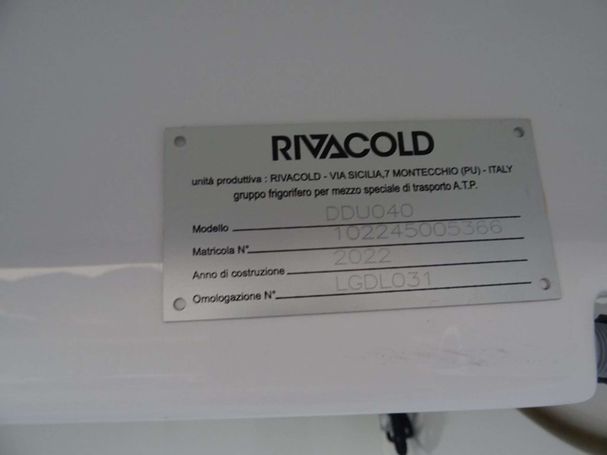 RIVACOLD
unità produttiva : RIVACOLD - VIA SICILIA,7 MONTECCHIO (PU) - ITALY
gruppo frigorifero per mezzo speciale di trasporto A.T.P.
Modello DDU040
Matricola N° 102245005366
Anno di costruzione 2022
Omologazione N° LGDL031